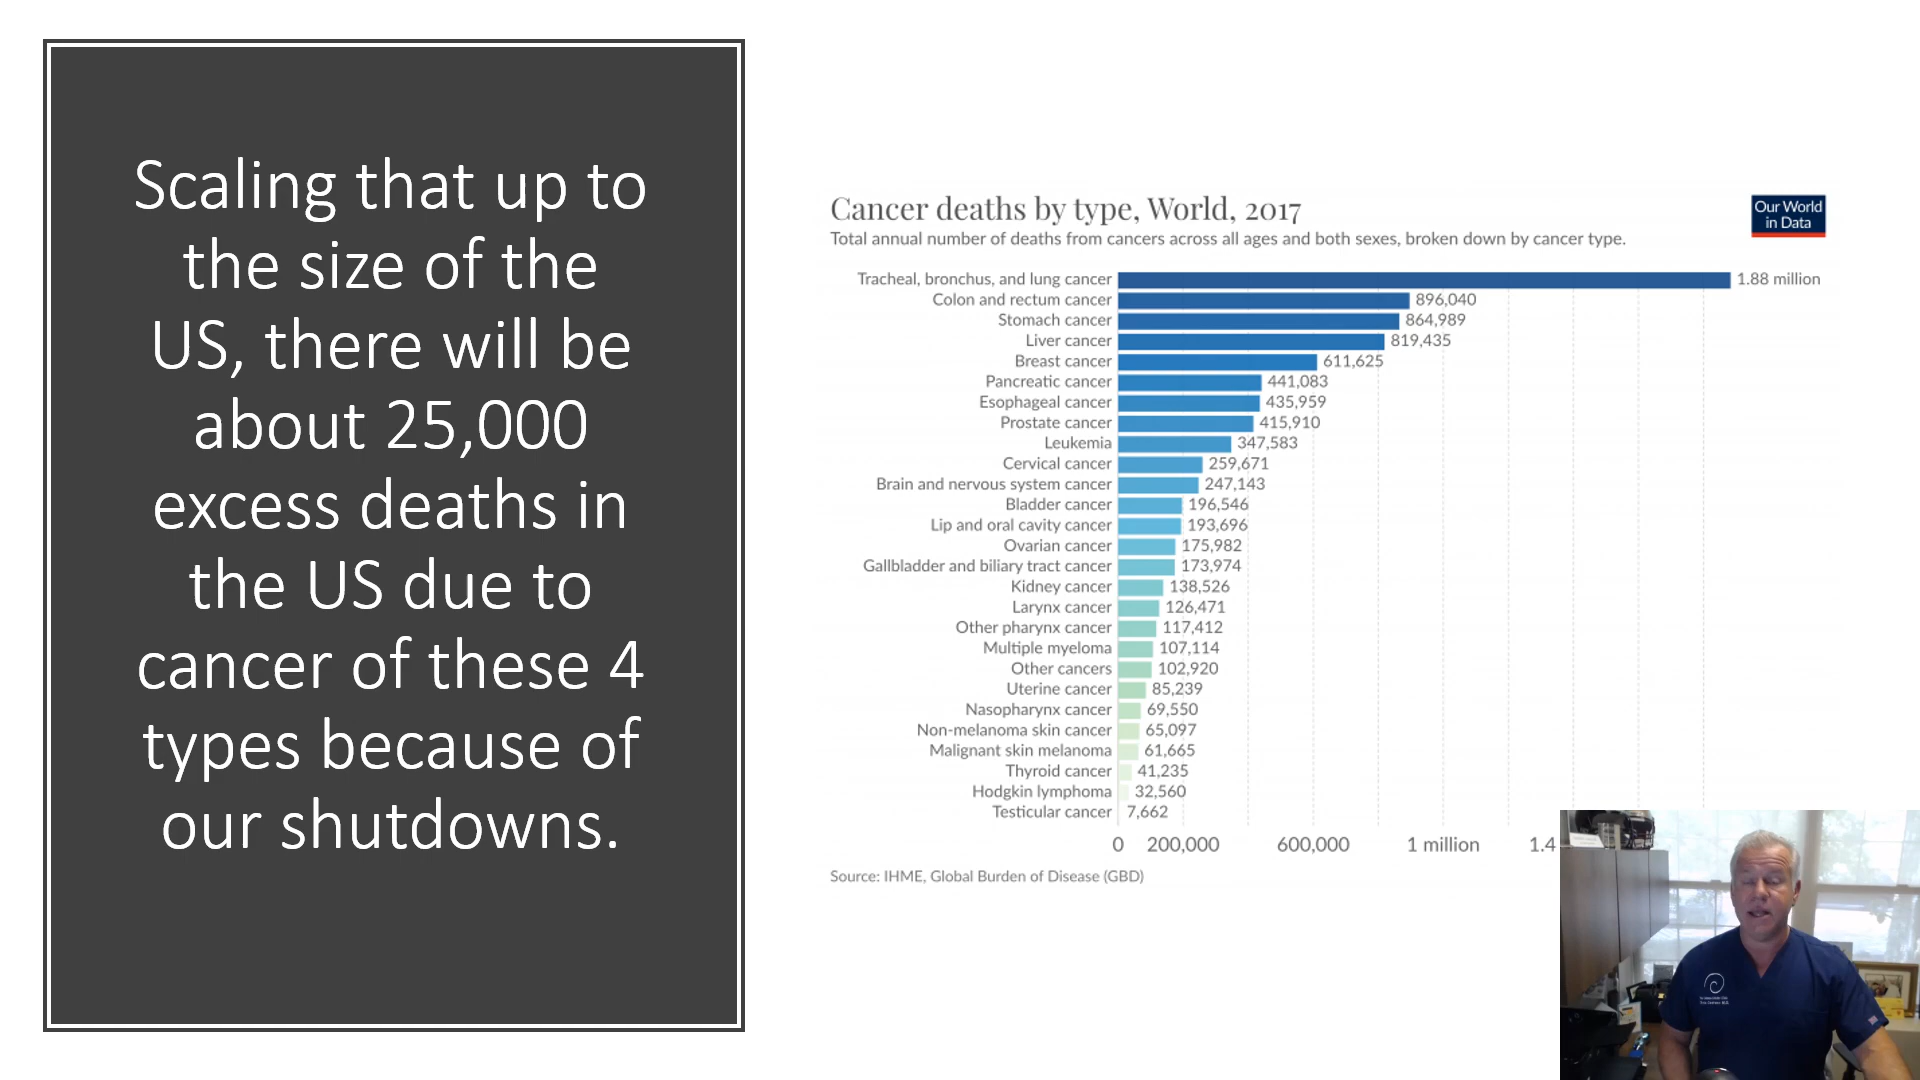 Scaling that up to
the size of the
US, there will be
about 25,000
excess deaths in
the US due to
cancer of these 4
types because of
our shutdowns.
Cancer deaths by type, World, 2017
Total annual number of deaths from cancers across all ages and both sexes, broken down by cancer type.
Our World
in Data
Tracheal, bronchus, and lung cancer 1.88 million
Colon and rectum cancer 896,040
Stomach cancer 864,989
Liver cancer 819,435
Breast cancer 611,625
Pancreatic cancer 441,083
Esophageal cancer 435,959
Prostate cancer 415,910
Leukemia 347,583
Cervical cancer 259,671
Brain and nervous system cancer 247,143
Bladder cancer 196,546
Lip and oral cavity cancer 193,696
Ovarian cancer 175,982
Gallbladder and biliary tract cancer 173,974
Kidney cancer 138,526
Larynx cancer 126,471
Other pharynx cancer 117,412
Multiple myeloma 107,114
Other cancers 102,920
Uterine cancer 85,239
Nasopharynx cancer 69,550
Non-melanoma skin cancer 65,097
Malignant skin melanoma 61,665
Thyroid cancer 41,235
Hodgkin lymphoma 32,560
Testicular cancer 7,662
0 200,000 600,000 1 million 1.4
Source: IHME, Global Burden of Disease (GBD)